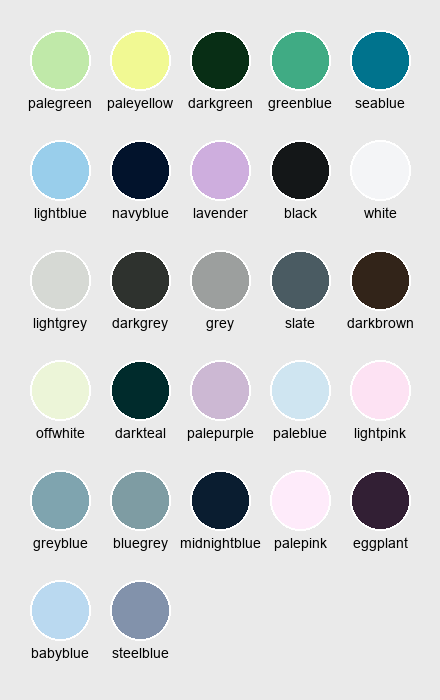 palegreen paleyellow darkgreen greenblue seablue
lightblue navyblue lavender black white
lightgrey darkgrey grey slate darkbrown
offwhite darkteal palepurple paleblue lightpink
greyblue bluegrey midnightblue palepink eggplant
babyblue steelblue